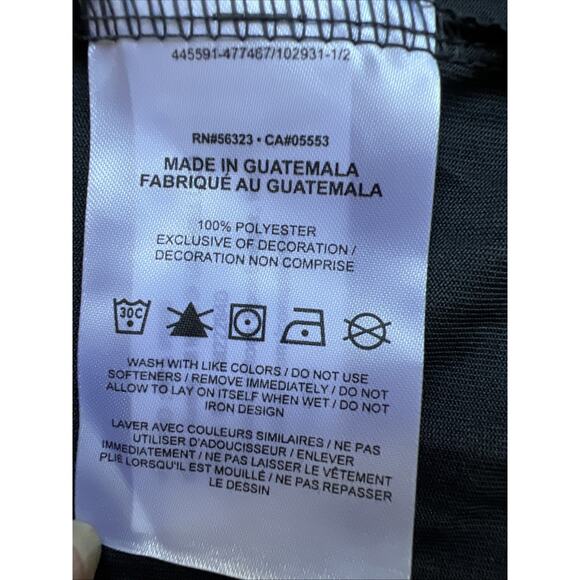 445591-477467/102931-1/2
RN#56323 • CA#05553
MADE IN GUATEMALA
FABRIQUÉ AU GUATEMALA
100% POLYESTER
EXCLUSIVE OF DECORATION /
DECORATION NON COMPRISE
30C
WASH WITH LIKE COLORS / DO NOT USE
SOFTENERS / REMOVE IMMEDIATELY / DO NOT
ALLOW TO LAY ON ITSELF WHEN WET / DO NOT
IRON DESIGN
LAVER AVEC COULEURS SIMILAIRES / NE PAS
UTILISER D'ADOUCISSEUR / ENLEVER
IMMEDIATEMENT / NE PAS LAISSER LE VÊTEMENT
PLIE LORSQU'IL EST MOUILLÉ / NE PAS REPASSER
LE DESSIN